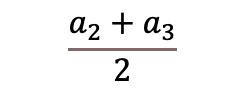 a₂ + a₃
2